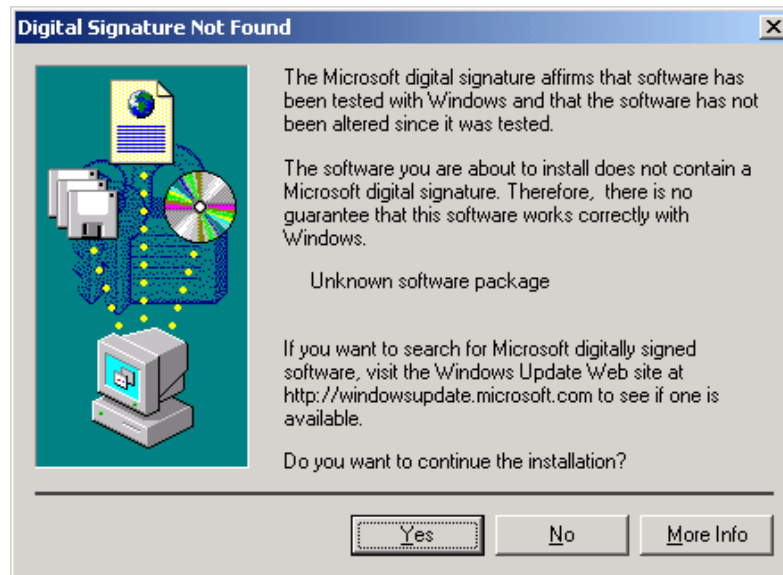 Digital Signature Not Found
The Microsoft digital signature affirms that software has
been tested with Windows and that the software has not
been altered since it was tested.
The software you are about to install does not contain a
Microsoft digital signature. Therefore,  there is no
guarantee that this software works correctly with
Windows.
Unknown software package
If you want to search for Microsoft digitally signed
software, visit the Windows Update Web site at
http://windowsupdate.microsoft.com to see if one is
available.
Do you want to continue the installation?
Yes No More Info